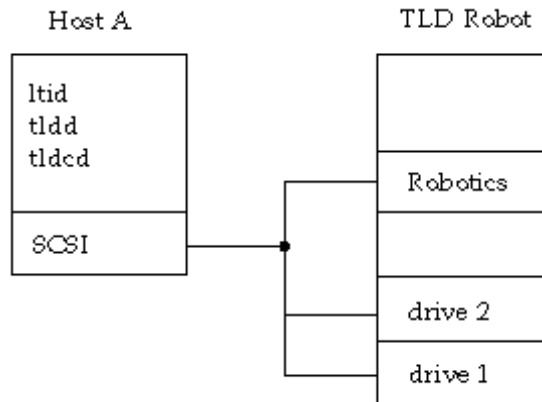 Host A
TLD Robot
ltid
tldd
tldcd
SCSI
Robotics
drive 2
drive 1